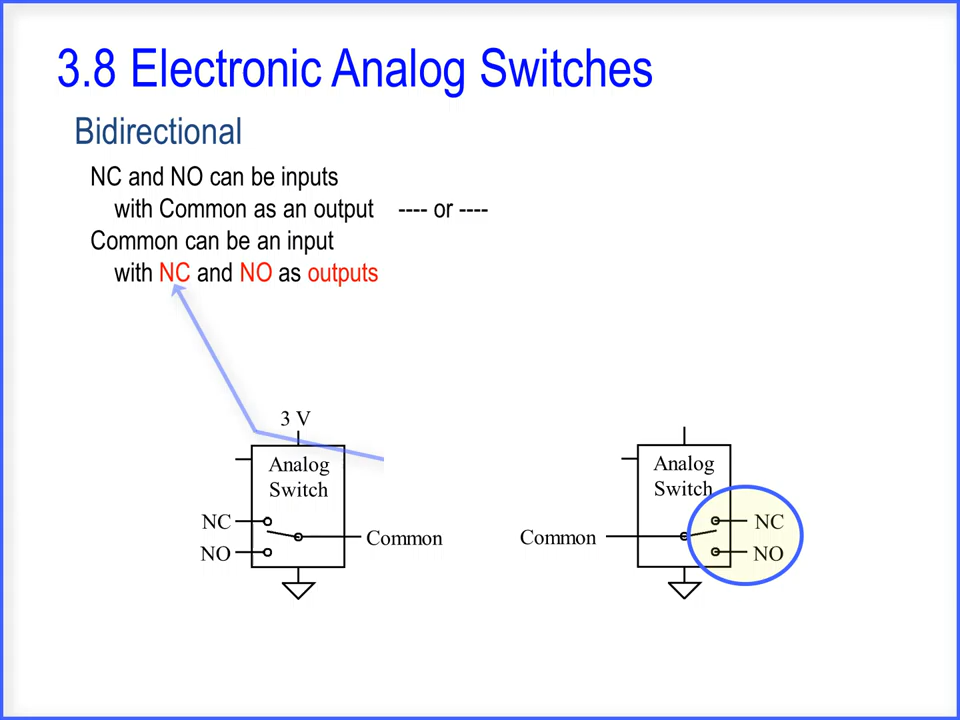 3.8 Electronic Analog Switches
Bidirectional
NC and NO can be inputs
with Common as an output ---- or ----
Common can be an input
with NC and NO as outputs
3 V
Analog
Switch
NC
NO
Common
Analog
Switch
Common
NC
NO